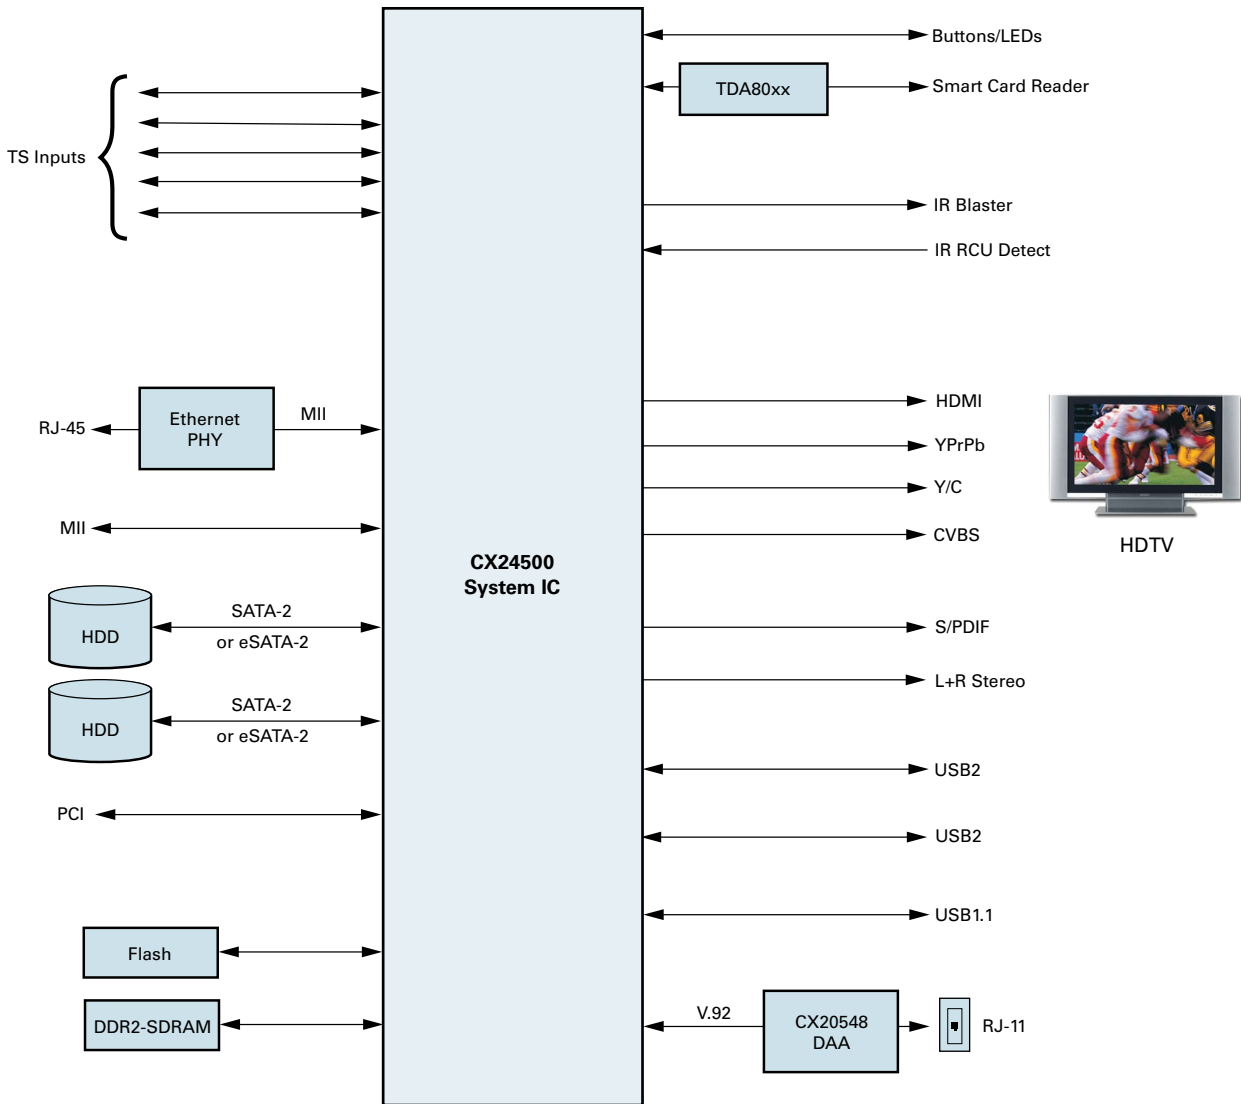 Buttons/LEDs
TDA80xx
Smart Card Reader
TS Inputs
IR Blaster
IR RCU Detect
RJ-45
Ethernet
PHY
MII
HDMI
YPrPb
Y/C
CVBS
HDTV
MII
CX24500
System IC
HDD
SATA-2
or eSATA-2
S/PDIF
L+R Stereo
HDD
SATA-2
or eSATA-2
USB2
PCI
USB2
USB1.1
Flash
DDR2-SDRAM
V.92
CX20548
DAA
RJ-11